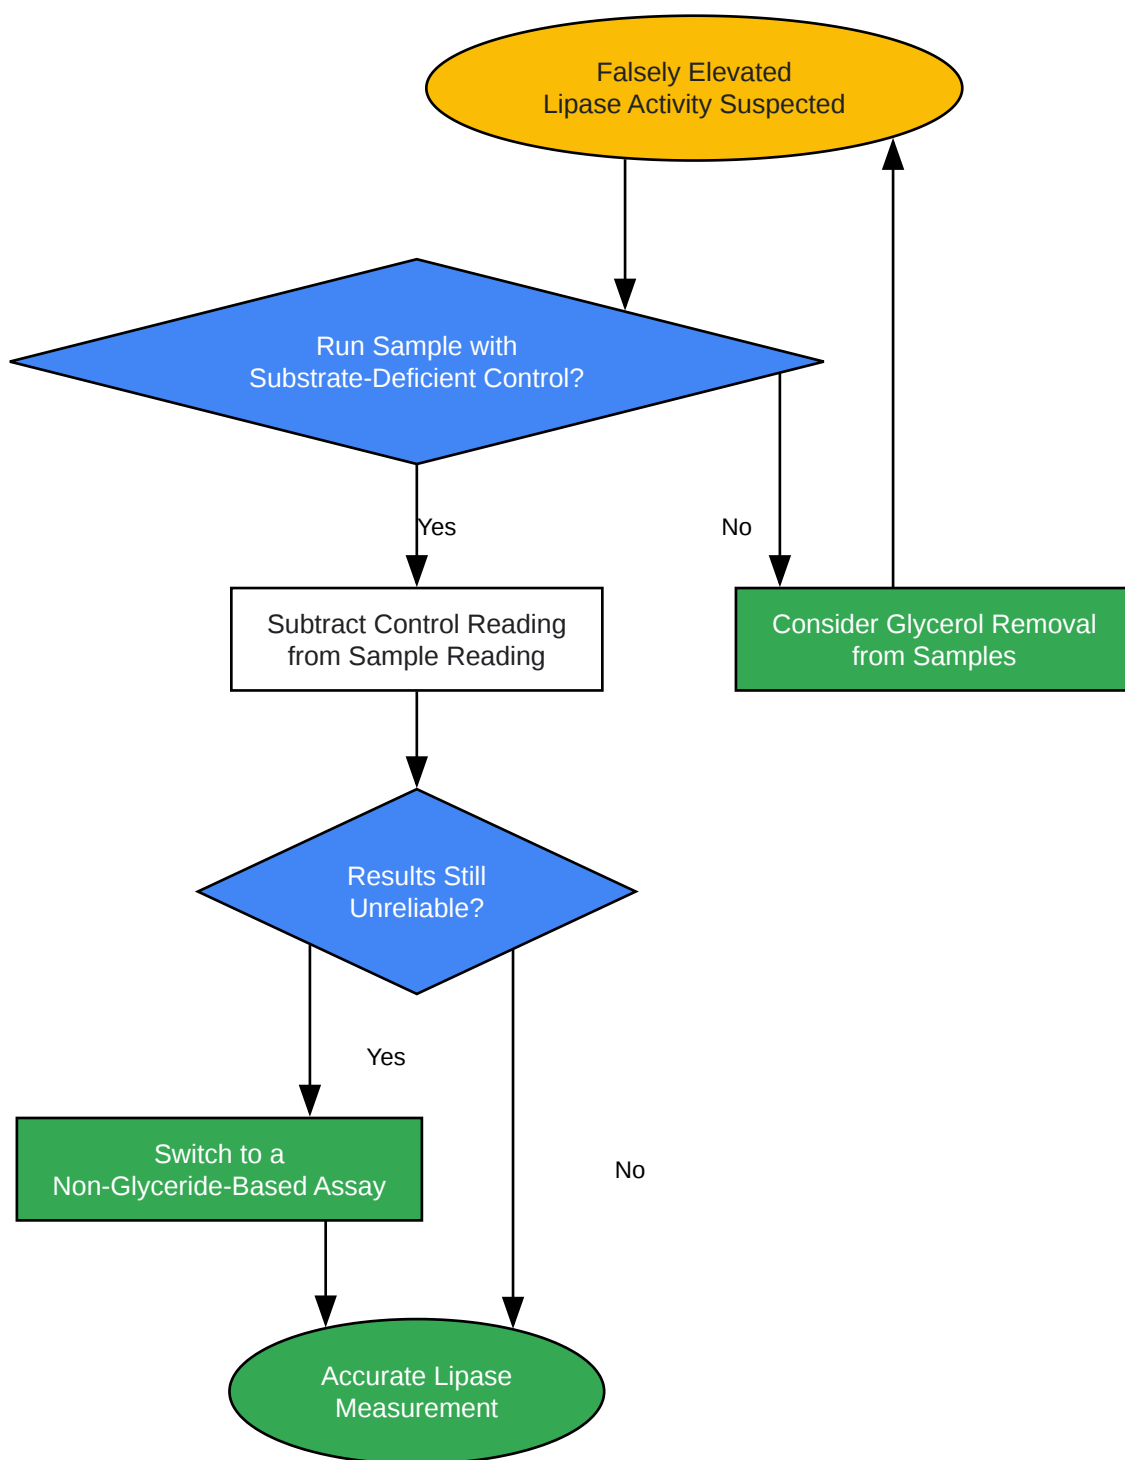 Falsely Elevated
Lipase Activity Suspected
Run Sample with
Substrate-Deficient Control?
Yes
No
Subtract Control Reading
from Sample Reading
Consider Glycerol Removal
from Samples
Results Still
Unreliable?
Yes
Switch to a
Non-Glyceride-Based Assay
No
Accurate Lipase
Measurement